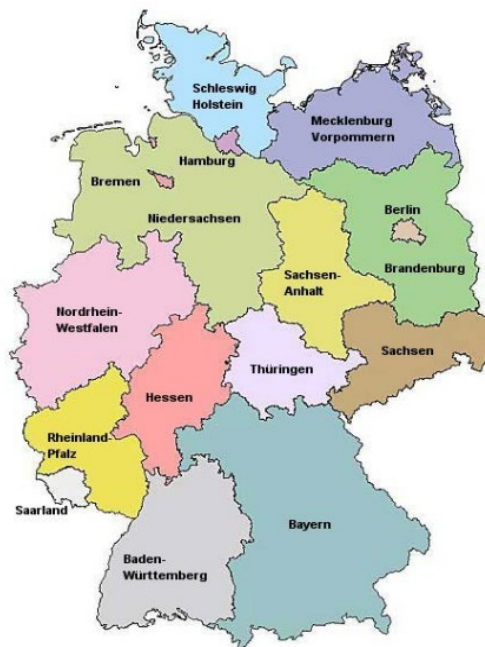 Schleswig
Holstein
Mecklenburg
Vorpommern
Hamburg
Bremen
Niedersachsen
Berlin
Brandenburg
Sachsen-
Anhalt
Nordrhein-
Westfalen
Sachsen
Thüringen
Hessen
Rheinland-
Pfalz
Saarland
Bayern
Baden-
Württemberg